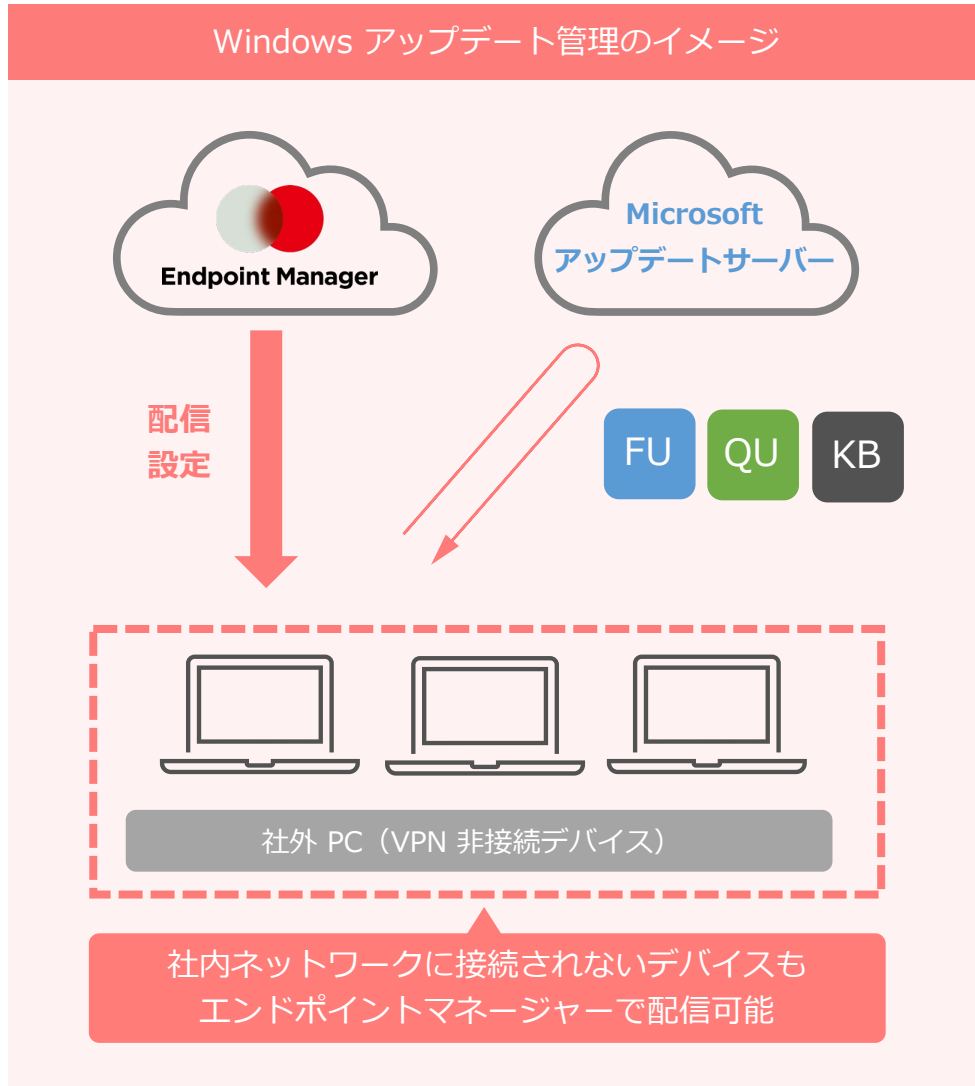 Windows アップデート管理のイメージ
Endpoint Manager
Microsoft
アップデートサーバー
配信
設定
FU
QU
KB
社外 PC（VPN 非接続デバイス）
社内ネットワークに接続されないデバイスも
エンドポイントマネージャーで配信可能